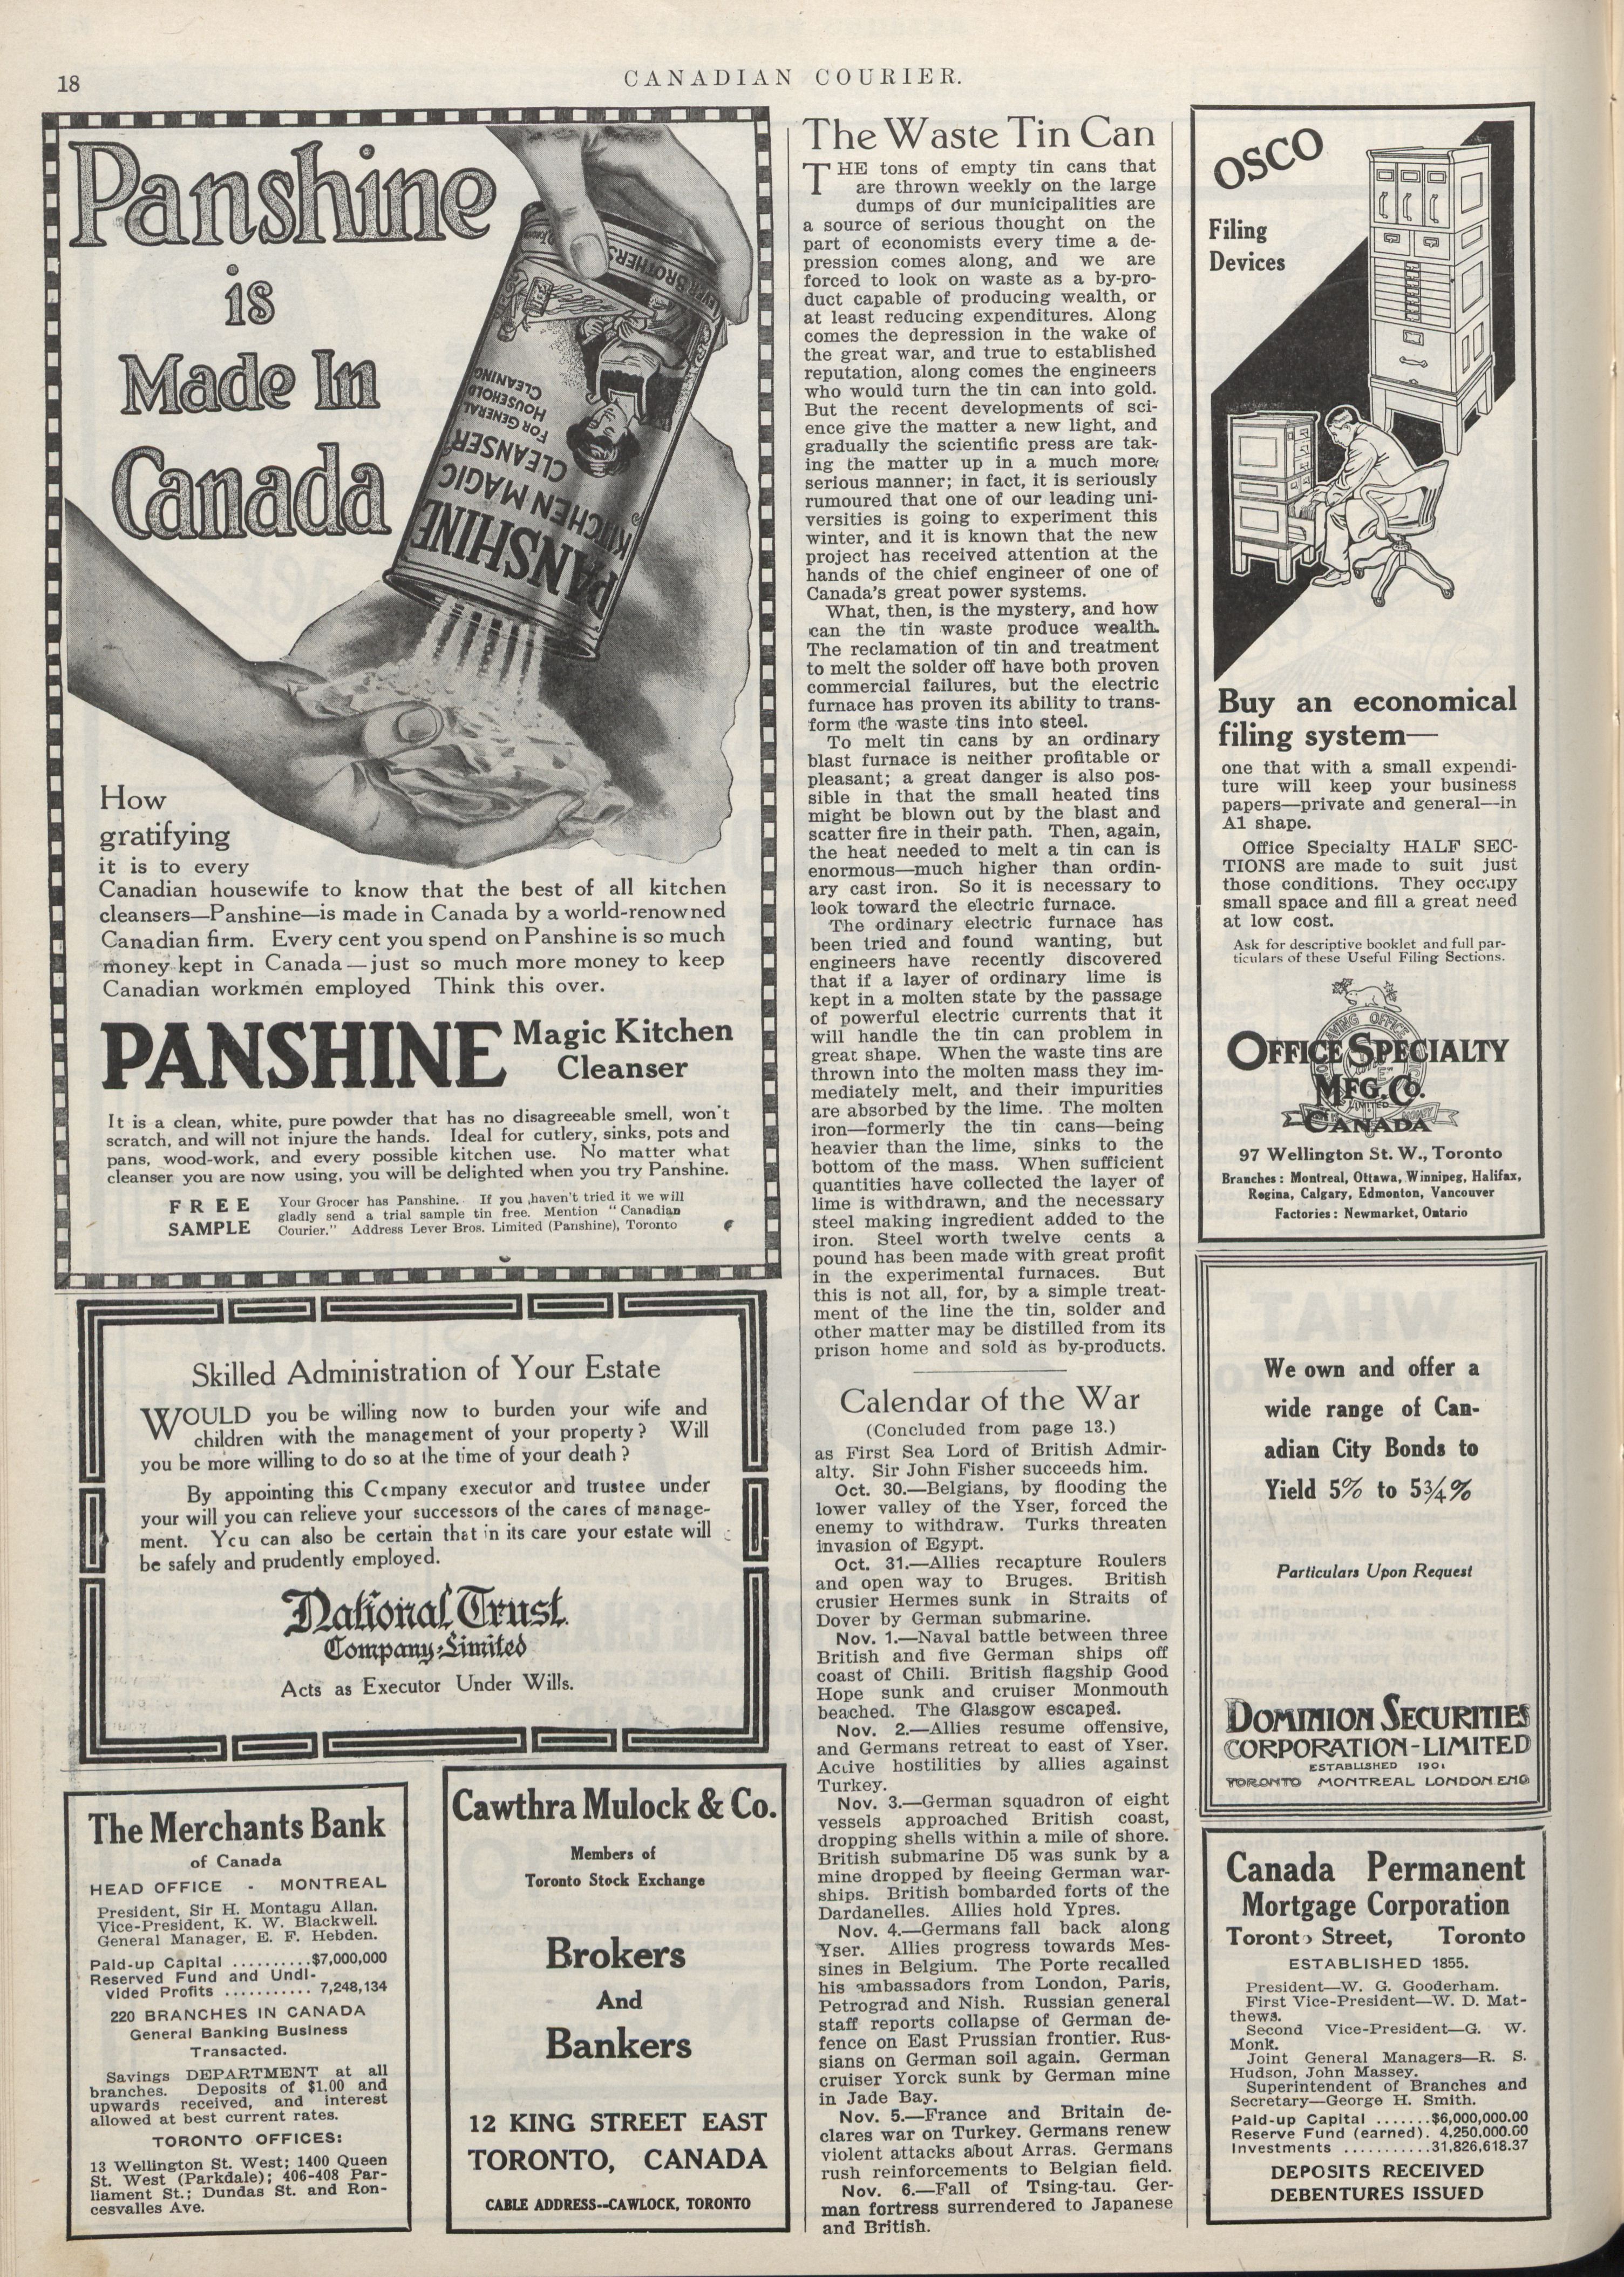 18
CANADIAN COURIER.
Panshine
is
Made In
Canada
LEVER BROTHERS
PANSHINE
KITCHEN MAGIC
CLEANSER
FOR GENERAL
HOUSEHOLD
CLEANING
How
gratifying
it is to every
Canadian housewife to know that the best of all kitchen
cleansers—Panshine—is made in Canada by a world-renowned
Canadian firm. Every cent you spend on Panshine is so much
money kept in Canada—just so much more money to keep
Canadian workmen employed Think this over.
PANSHINE Magic Kitchen
Cleanser
It is a clean, white, pure powder that has no disagreeable smell, won't
scratch, and will not injure the hands. Ideal for cutlery, sinks, pots and
pans, wood-work, and every possible kitchen use. No matter what
cleanser you are now using, you will be delighted when you try Panshine.
FREE
SAMPLE
Your Grocer has Panshine. If you haven't tried it we will
gladly send a trial sample tin free. Mention "Canadian
Courier." Address Lever Bros. Limited (Panshine), Toronto
Skilled Administration of Your Estate
WOULD you be willing now to burden your wife and
children with the management of your property? Will
you be more willing to do so at the time of your death?
By appointing this Company executor and trustee under
your will you can relieve your successors of the cares of manage-
ment. You can also be certain that in its care your estate will
be safely and prudently employed.
National Trust
Company-Limited
Acts as Executor Under Wills.
The Merchants Bank
of Canada
HEAD OFFICE - MONTREAL
President, Sir H. Montagu Allan.
Vice-President, K. W. Blackwell.
General Manager, E. F. Hebden.
Paid-up Capital ..........$7,000,000
Reserved Fund and Undi-
vided Profits ........... 7,248,134
220 BRANCHES IN CANADA
General Banking Business
Transacted.
Savings DEPARTMENT at all
branches. Deposits of $1.00 and
upwards received, and interest
allowed at best current rates.
TORONTO OFFICES:
13 Wellington St. West; 1400 Queen
St. West (Parkdale); 406-408 Par-
liament St.; Dundas St. and Ron-
cesvalles Ave.
Cawthra Mulock & Co.
Members of
Toronto Stock Exchange
Brokers
And
Bankers
12 KING STREET EAST
TORONTO, CANADA
CABLE ADDRESS--CAWLOCK, TORONTO
The Waste Tin Can
THE tons of empty tin cans that
are thrown weekly on the large
dumps of our municipalities are
a source of serious thought on the
part of economists every time a de-
pression comes along, and we are
forced to look on waste as a by-pro-
duct capable of producing wealth, or
at least reducing expenditures. Along
comes the depression in the wake of
the great war, and true to established
reputation, along comes the engineers
who would turn the tin can into gold.
But the recent developments of sci-
ence give the matter a new light, and
gradually the scientific press are tak-
ing the matter up in a much more
serious manner; in fact, it is seriously
rumoured that one of our leading uni-
versities is going to experiment this
winter, and it is known that the new
project has received attention at the
hands of the chief engineer of one of
Canada's great power systems.
What, then, is the mystery, and how
can the tin waste produce wealth.
The reclamation of tin and treatment
to melt the solder off have both proven
commercial failures, but the electric
furnace has proven its ability to trans-
form the waste tins into steel.
To melt tin cans by an ordinary
blast furnace is neither profitable or
pleasant; a great danger is also pos-
sible in that the small heated tins
might be blown out by the blast and
scatter fire in their path. Then, again,
the heat needed to melt a tin can is
enormous—much higher than ordin-
ary cast iron. So it is necessary to
look toward the electric furnace.
The ordinary electric furnace has
been tried and found wanting, but
engineers have recently discovered
that if a layer of ordinary lime is
kept in a molten state by the passage
of powerful electric currents that it
will handle the tin can problem in
great shape. When the waste tins are
thrown into the molten mass they im-
mediately melt, and their impurities
are absorbed by the lime. The molten
iron—formerly the tin cans—being
heavier than the lime, sinks to the
bottom of the mass. When sufficient
quantities have collected the layer of
lime is withdrawn, and the necessary
steel making ingredient added to the
iron. Steel worth twelve cents a
pound has been made with great profit
in the experimental furnaces. But
this is not all, for, by a simple treat-
ment of the line the tin, solder and
other matter may be distilled from its
prison home and sold as by-products.
Calendar of the War
(Concluded from page 13.)
as First Sea Lord of British Admir-
alty. Sir John Fisher succeeds him.
Oct. 30.—Belgians, by flooding the
lower valley of the Yser, forced the
enemy to withdraw. Turks threaten
invasion of Egypt.
Oct. 31.—Allies recapture Roulers
and open way to Bruges. British
crusier Hermes sunk in Straits of
Dover by German submarine.
Nov. 1.—Naval battle between three
British and five German ships off
coast of Chili. British flagship Good
Hope sunk and cruiser Monmouth
beached. The Glasgow escaped.
Nov. 2.—Allies resume offensive,
and Germans retreat to east of Yser.
Active hostilities by allies against
Turkey.
Nov. 3.—German squadron of eight
vessels approached British coast,
dropping shells within a mile of shore.
British submarine D5 was sunk by a
mine dropped by fleeing German war-
ships. British bombarded forts of the
Dardanelles. Allies hold Ypres.
Nov. 4.—Germans fall back along
Yser. Allies progress towards Mes-
sines in Belgium. The Porte recalled
his ambassadors from London, Paris,
Petrograd and Nish. Russian general
staff reports collapse of German de-
fence on East Prussian frontier. Rus-
sians on German soil again. German
cruiser Yorck sunk by German mine
in Jade Bay.
Nov. 5.—France and Britain de-
clares war on Turkey. Germans renew
violent attacks about Arras. Germans
rush reinforcements to Belgian field.
Nov. 6.—Fall of Tsing-tau. Ger-
man fortress surrendered to Japanese
and British.
OSCO
Filing
Devices
Buy an economical
filing system—
one that with a small expendi-
ture will keep your business
papers—private and general—in
A1 shape.
Office Specialty HALF SEC-
TIONS are made to suit just
those conditions. They occupy
small space and fill a great need
at low cost.
Ask for descriptive booklet and full par-
ticulars of these Useful Filing Sections.
OFFICE SPECIALTY
MFG. CO.
LIMITED
CANADA
97 Wellington St. W., Toronto
Branches: Montreal, Ottawa, Winnipeg, Halifax,
Regina, Calgary, Edmonton, Vancouver
Factories: Newmarket, Ontario
We own and offer a
wide range of Can-
adian City Bonds to
Yield 5% to 5¾%
Particulars Upon Request
DOMINION SECURITIES
CORPORATION-LIMITED
ESTABLISHED 1901
TORONTO MONTREAL LONDON.ENG
Canada Permanent
Mortgage Corporation
Toronto Street, Toronto
ESTABLISHED 1855.
President—W. G. Gooderham.
First Vice-President—W. D. Mat-
thews.
Second Vice-President—G. W.
Monk.
Joint General Managers—R. S.
Hudson, John Massey.
Superintendent of Branches and
Secretary—George H. Smith.
Paid-up Capital .......$6,000,000.00
Reserve Fund (earned). 4,250,000.00
Investments ...........31,826,618.37
DEPOSITS RECEIVED
DEBENTURES ISSUED